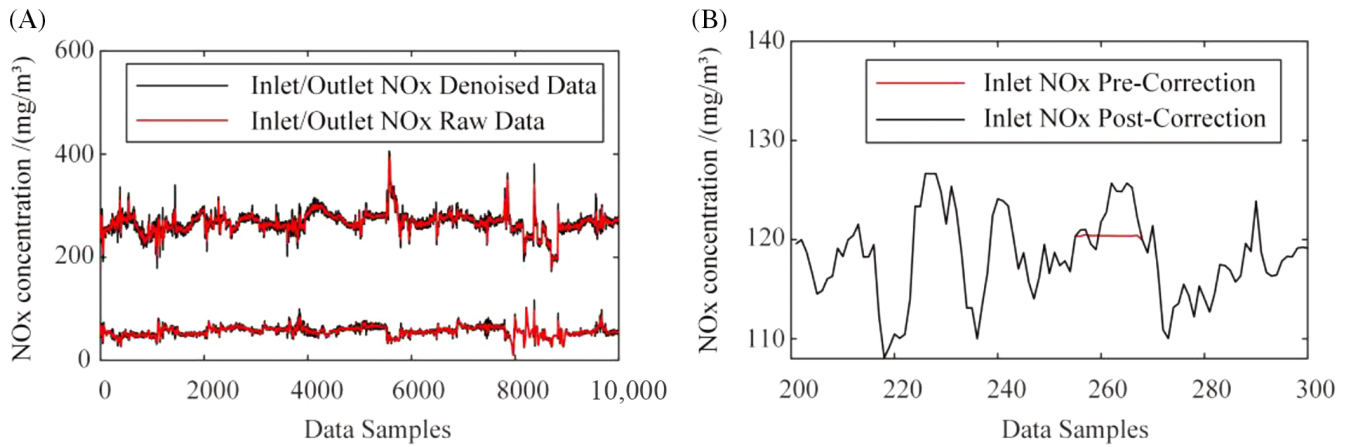 (A)
NOx concentration /(mg/m³)
600
400
200
0
Inlet/Outlet NOx Denoised Data
Inlet/Outlet NOx Raw Data
0 2000 4000 6000 8000 10,000
Data Samples
(B)
NOx concentration /(mg/m³)
140
130
120
110
Inlet NOx Pre-Correction
Inlet NOx Post-Correction
200 220 240 260 280 300
Data Samples